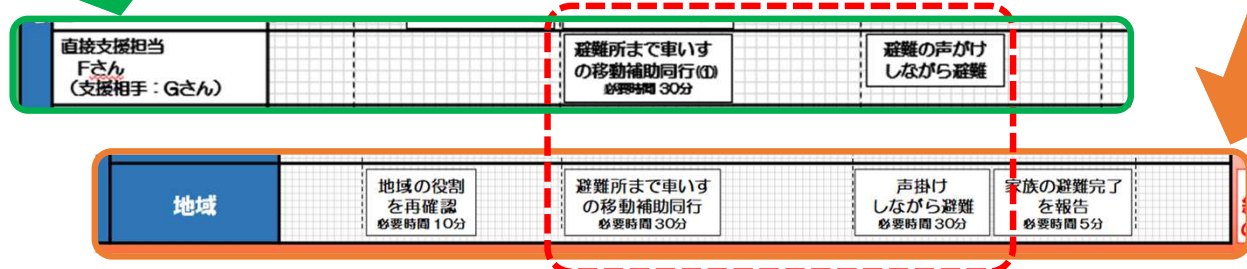 直接支援担当
Fさん
（支援相手：Gさん）
避難所まで車いす
の移動補助同行(①)
必要時間 30分
避難の声がけ
しながら避難
地域
地域の役割
を再確認
必要時間 10分
避難所まで車いす
の移動補助同行
必要時間 30分
声掛け
しながら避難
必要時間 30分
家族の避難完了
を報告
必要時間 5分